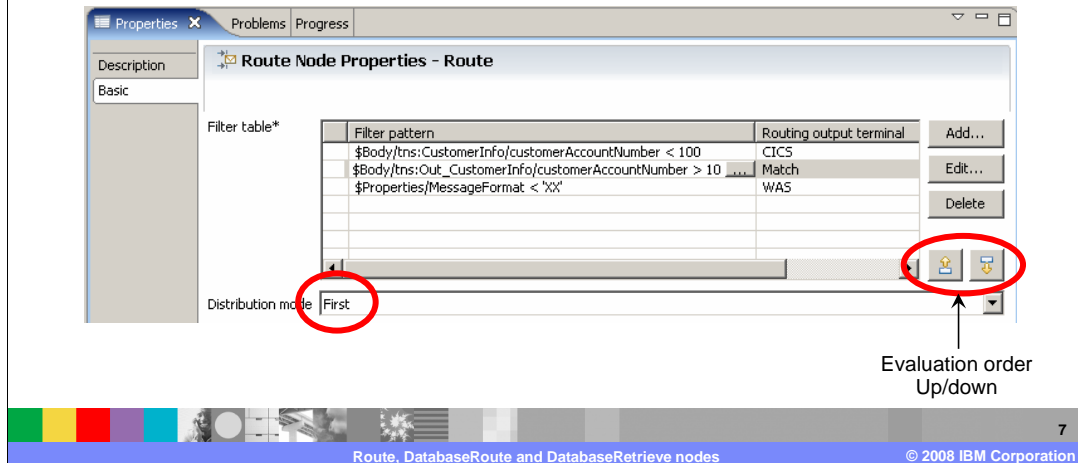 Properties Problems Progress
Description
Basic
Route Node Properties - Route
Filter table*
Filter pattern Routing output terminal
$Body/tns:CustomerInfo/customerAccountNumber < 100 CICS
$Body/tns:Out_CustomerInfo/customerAccountNumber > 10 ... Match
$Properties/MessageFormat < 'XX' WAS
Add...
Edit...
Delete
Distribution mode First
Evaluation order
Up/down
7
Route, DatabaseRoute and DatabaseRetrieve nodes © 2008 IBM Corporation